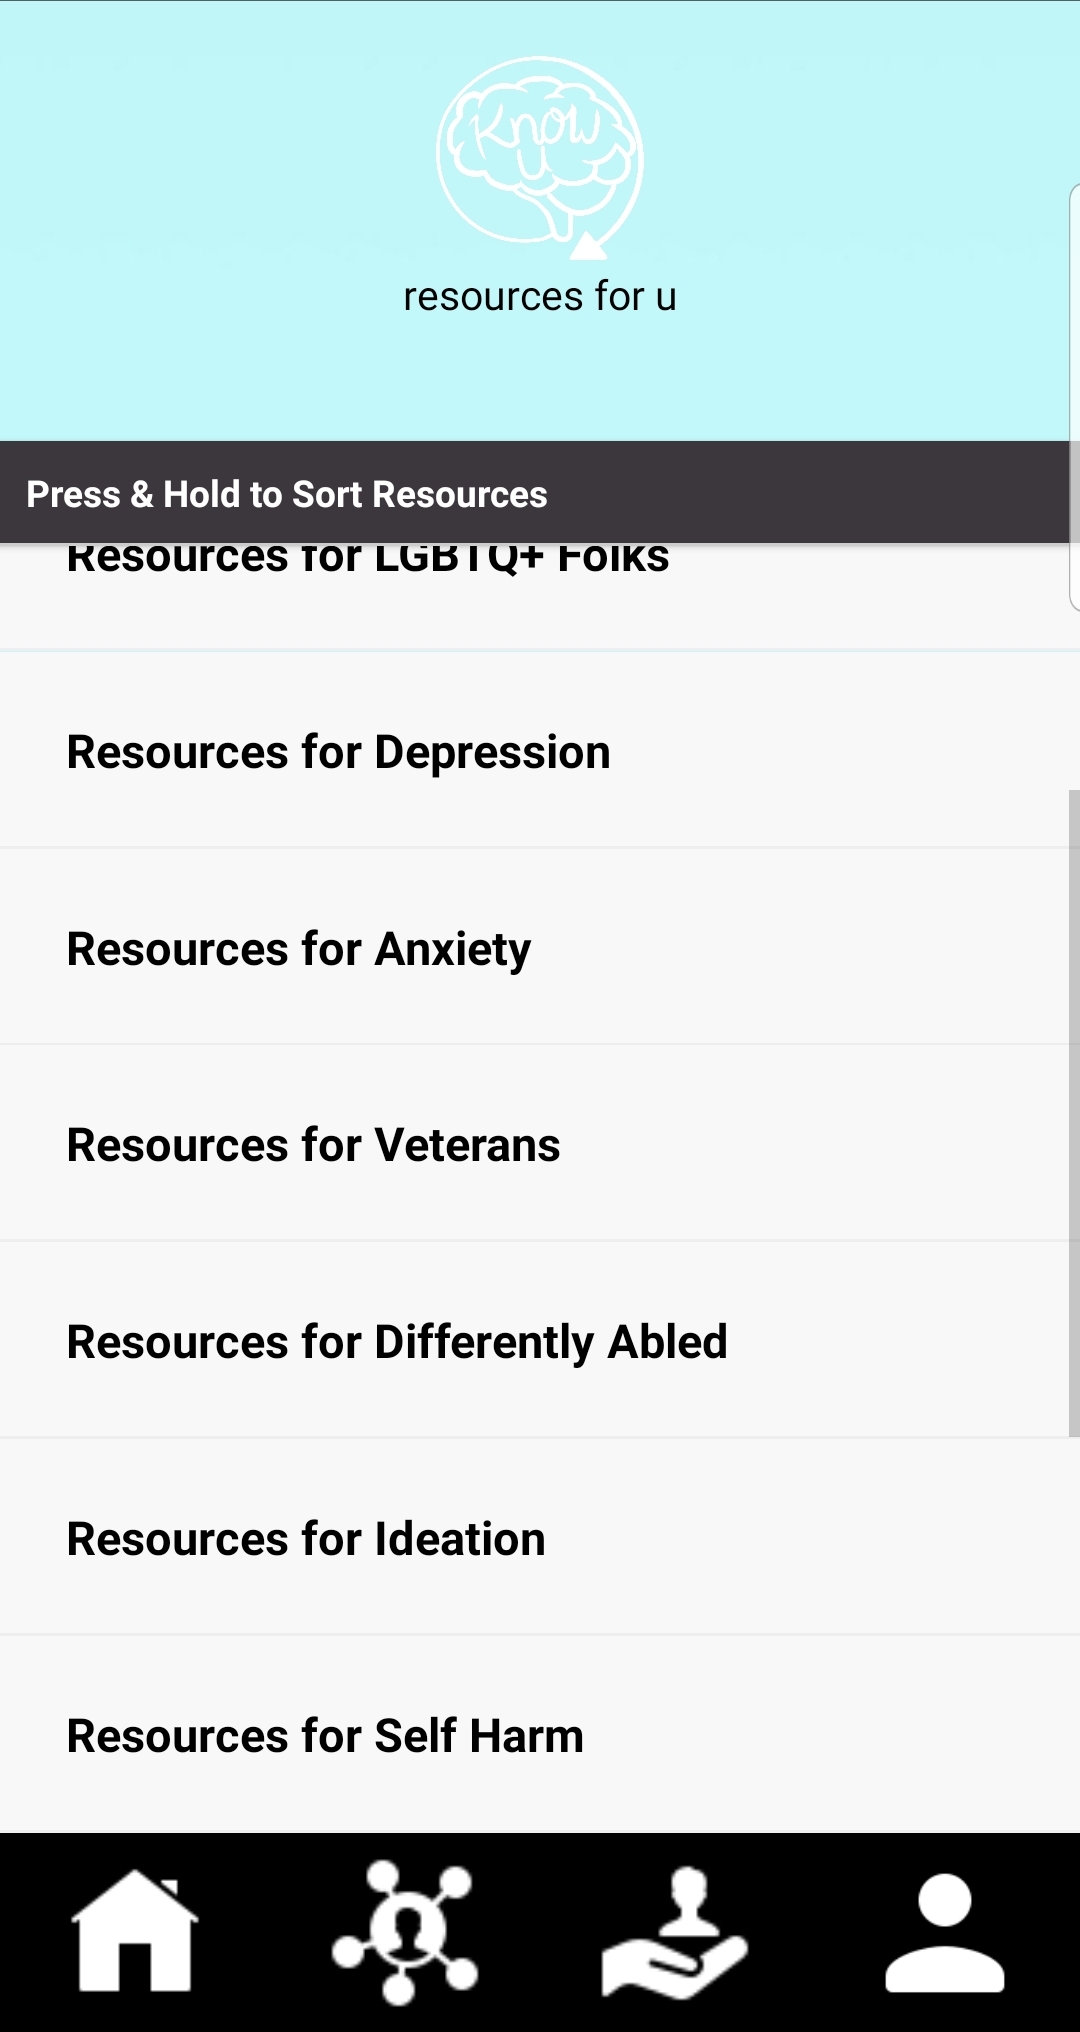 Know
U
resources for u
Press & Hold to Sort Resources
Resources for LGBTQ+ Folks
Resources for Depression
Resources for Anxiety
Resources for Veterans
Resources for Differently Abled
Resources for Ideation
Resources for Self Harm